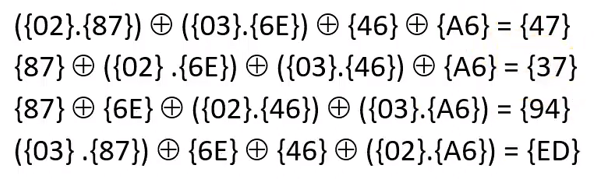 ({02}.{87}) ⊕ ({03}.{6E}) ⊕ {46} ⊕ {A6} = {47}
{87} ⊕ ({02} .{6E}) ⊕ ({03}.{46}) ⊕ {A6} = {37}
{87} ⊕ {6E} ⊕ ({02}.{46}) ⊕ ({03}.{A6}) = {94}
({03} .{87}) ⊕ {6E} ⊕ {46} ⊕ ({02}.{A6}) = {ED}